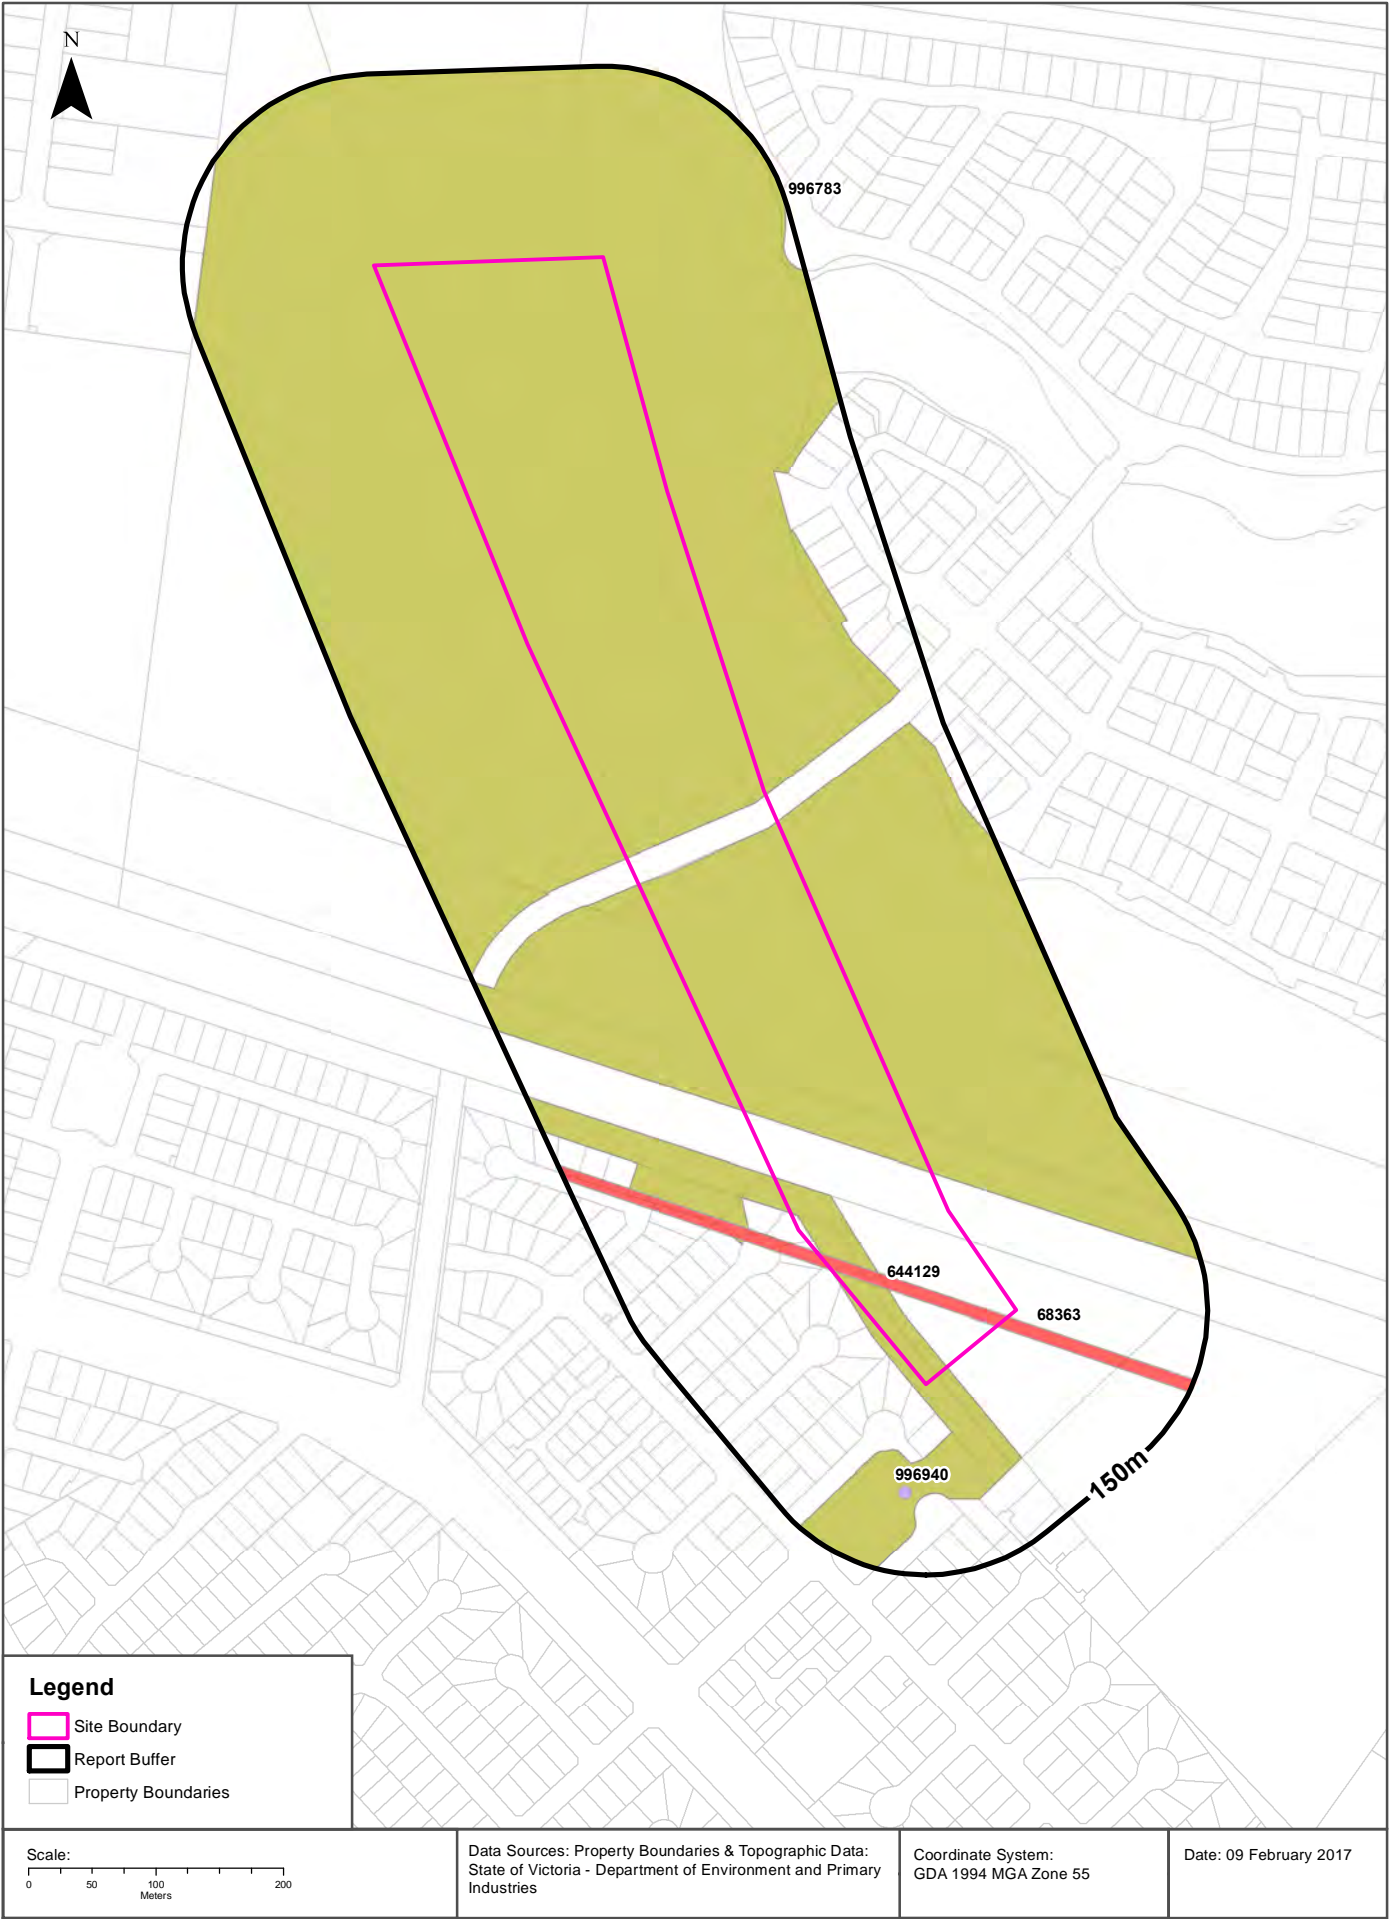 N
996783
644129
68363
996940
150m
Legend
Site Boundary
Report Buffer
Property Boundaries
Scale:
0 50 100 200
Meters
Data Sources: Property Boundaries & Topographic Data:
State of Victoria - Department of Environment and Primary
Industries
Coordinate System:
GDA 1994 MGA Zone 55
Date: 09 February 2017